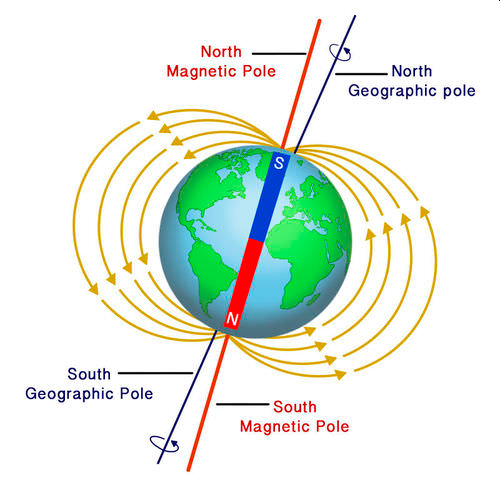 North
Magnetic Pole
North
Geographic pole
S
N
South
Geographic Pole
South
Magnetic Pole